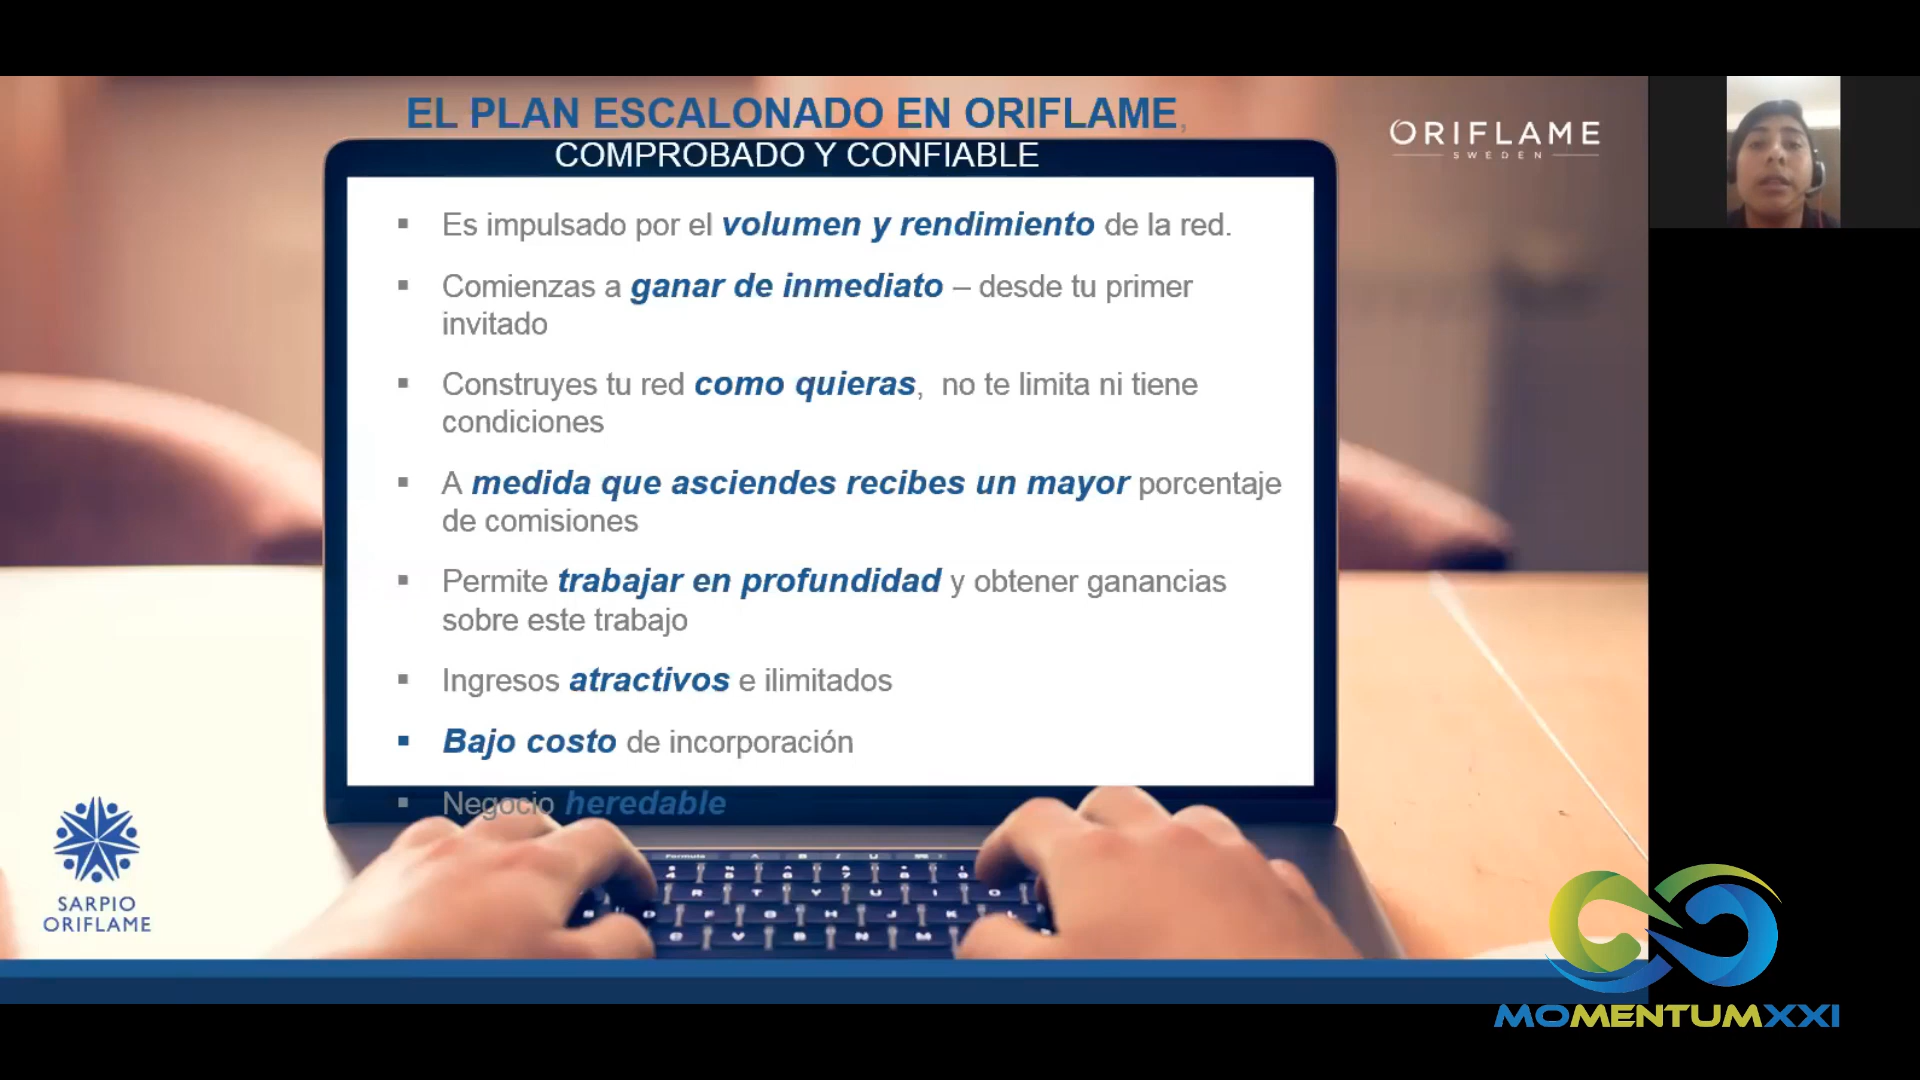 EL PLAN ESCALONADO EN ORIFLAME,
COMPROBADO Y CONFIABLE
ORIFLAME
SWEDEN
▪ Es impulsado por el volumen y rendimiento de la red.
▪ Comienzas a ganar de inmediato – desde tu primer
invitado
▪ Construyes tu red como quieras, no te limita ni tiene
condiciones
▪ A medida que asciendes recibes un mayor porcentaje
de comisiones
▪ Permite trabajar en profundidad y obtener ganancias
sobre este trabajo
▪ Ingresos atractivos e ilimitados
▪ Bajo costo de incorporación
▪ Negocio heredable
SARPIO
ORIFLAME
MOMENTUMXXI